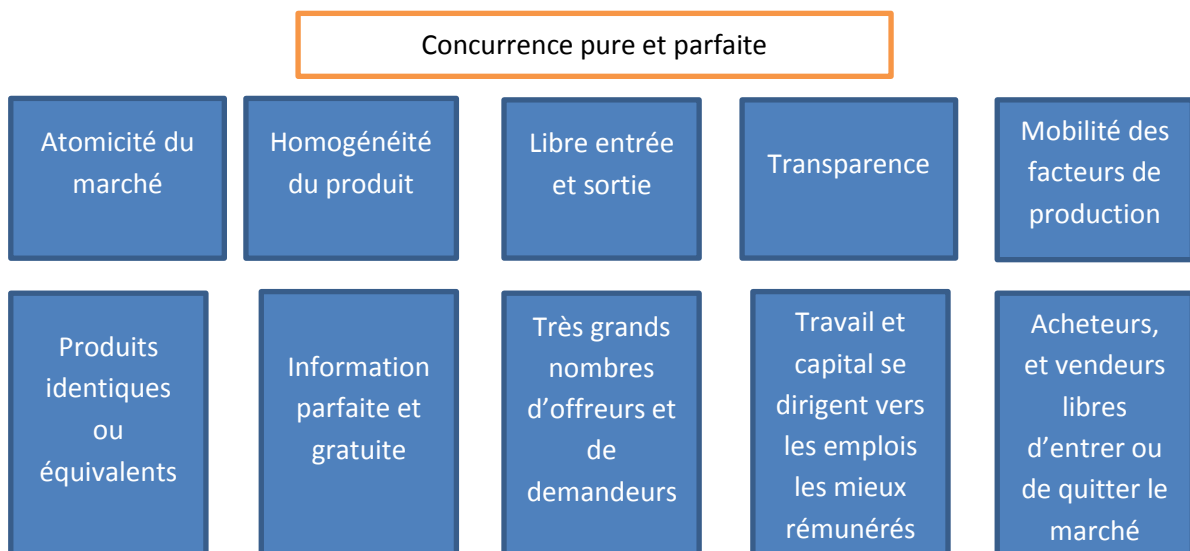 Concurrence pure et parfaite
Atomicité du
marché
Homogénéité
du produit
Libre entrée
et sortie
Transparence
Mobilité des
facteurs de
production
Produits
identiques
ou
équivalents
Information
parfaite et
gratuite
Très grands
nombres
d’offreurs et
de
demandeurs
Travail et
capital se
dirigent vers
les emplois
les mieux
rémunérés
Acheteurs,
et vendeurs
libres
d’entrer ou
de quitter le
marché